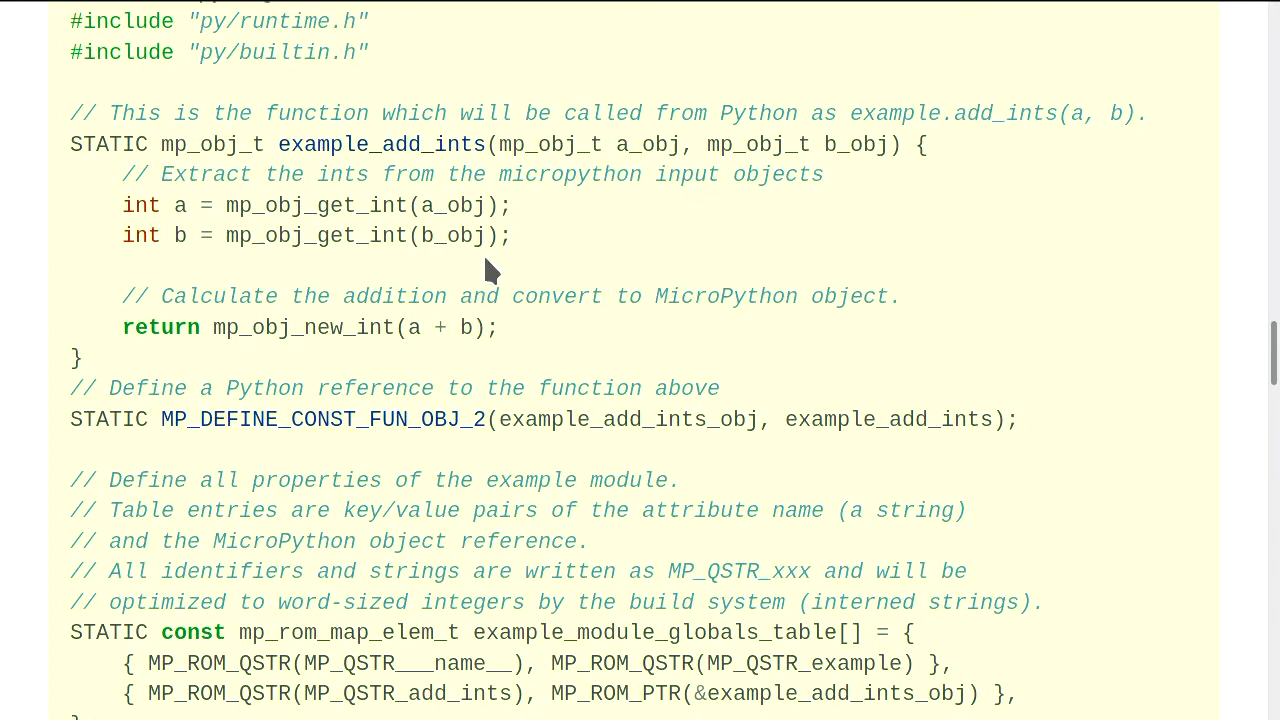 #include "py/runtime.h"
#include "py/builtin.h"
// This is the function which will be called from Python as example.add_ints(a, b).
STATIC mp_obj_t example_add_ints(mp_obj_t a_obj, mp_obj_t b_obj) {
    // Extract the ints from the micropython input objects
    int a = mp_obj_get_int(a_obj);
    int b = mp_obj_get_int(b_obj);
    // Calculate the addition and convert to MicroPython object.
    return mp_obj_new_int(a + b);
}
// Define a Python reference to the function above
STATIC MP_DEFINE_CONST_FUN_OBJ_2(example_add_ints_obj, example_add_ints);
// Define all properties of the example module.
// Table entries are key/value pairs of the attribute name (a string)
// and the MicroPython object reference.
// All identifiers and strings are written as MP_QSTR_xxx and will be
// optimized to word-sized integers by the build system (interned strings).
STATIC const mp_rom_map_elem_t example_module_globals_table[] = {
    { MP_ROM_QSTR(MP_QSTR___name__), MP_ROM_QSTR(MP_QSTR_example) },
    { MP_ROM_QSTR(MP_QSTR_add_ints), MP_ROM_PTR(&example_add_ints_obj) },